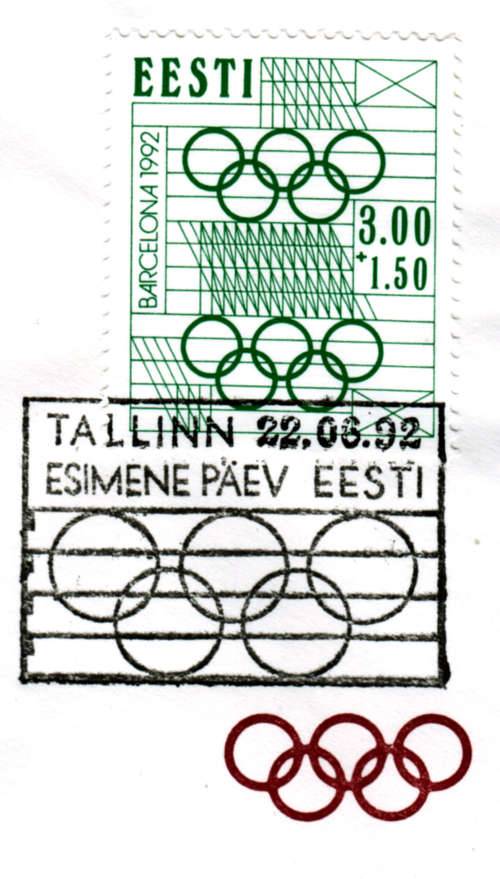 EESTI
BARCELONA 1992
3.00
+1.50
TALLINN 22.06.92
ESIMENE PÄEV EESTI